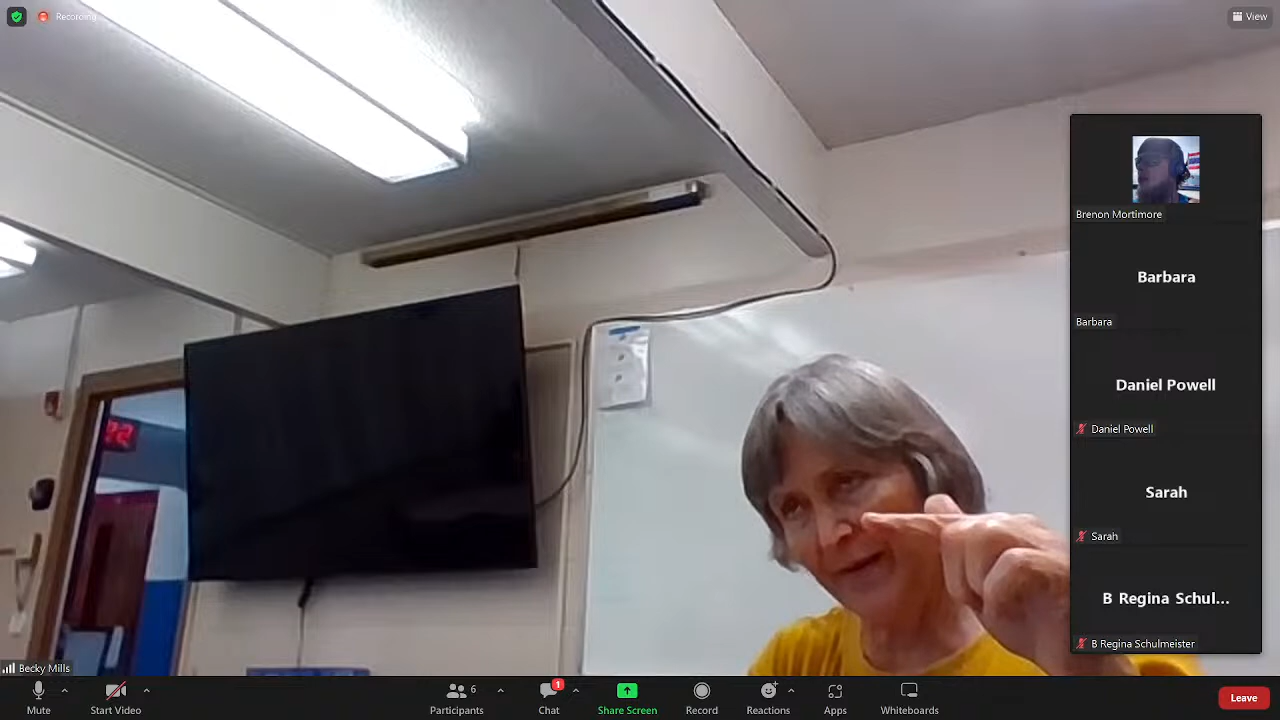 Recording
View
Brenon Mortimore
Barbara
Barbara
Daniel Powell
Daniel Powell
Sarah
Sarah
B Regina Schul...
B Regina Schulmeister
Becky Mills
Mute
Start Video
Participants
6
Chat
1
Share Screen
Record
Reactions
Apps
Whiteboards
Leave